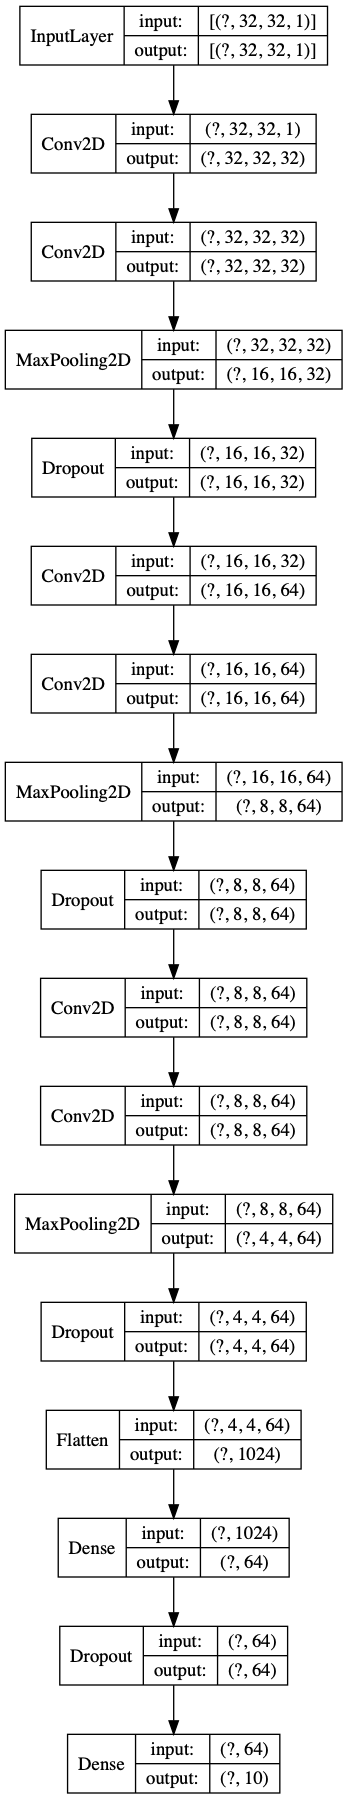 InputLayer input: [(?, 32, 32, 1)]
output: [(?, 32, 32, 1)]
Conv2D input: (?, 32, 32, 1)
output: (?, 32, 32, 32)
Conv2D input: (?, 32, 32, 32)
output: (?, 32, 32, 32)
MaxPooling2D input: (?, 32, 32, 32)
output: (?, 16, 16, 32)
Dropout input: (?, 16, 16, 32)
output: (?, 16, 16, 32)
Conv2D input: (?, 16, 16, 32)
output: (?, 16, 16, 64)
Conv2D input: (?, 16, 16, 64)
output: (?, 16, 16, 64)
MaxPooling2D input: (?, 16, 16, 64)
output: (?, 8, 8, 64)
Dropout input: (?, 8, 8, 64)
output: (?, 8, 8, 64)
Conv2D input: (?, 8, 8, 64)
output: (?, 8, 8, 64)
Conv2D input: (?, 8, 8, 64)
output: (?, 8, 8, 64)
MaxPooling2D input: (?, 8, 8, 64)
output: (?, 4, 4, 64)
Dropout input: (?, 4, 4, 64)
output: (?, 4, 4, 64)
Flatten input: (?, 4, 4, 64)
output: (?, 1024)
Dense input: (?, 1024)
output: (?, 64)
Dropout input: (?, 64)
output: (?, 64)
Dense input: (?, 64)
output: (?, 10)